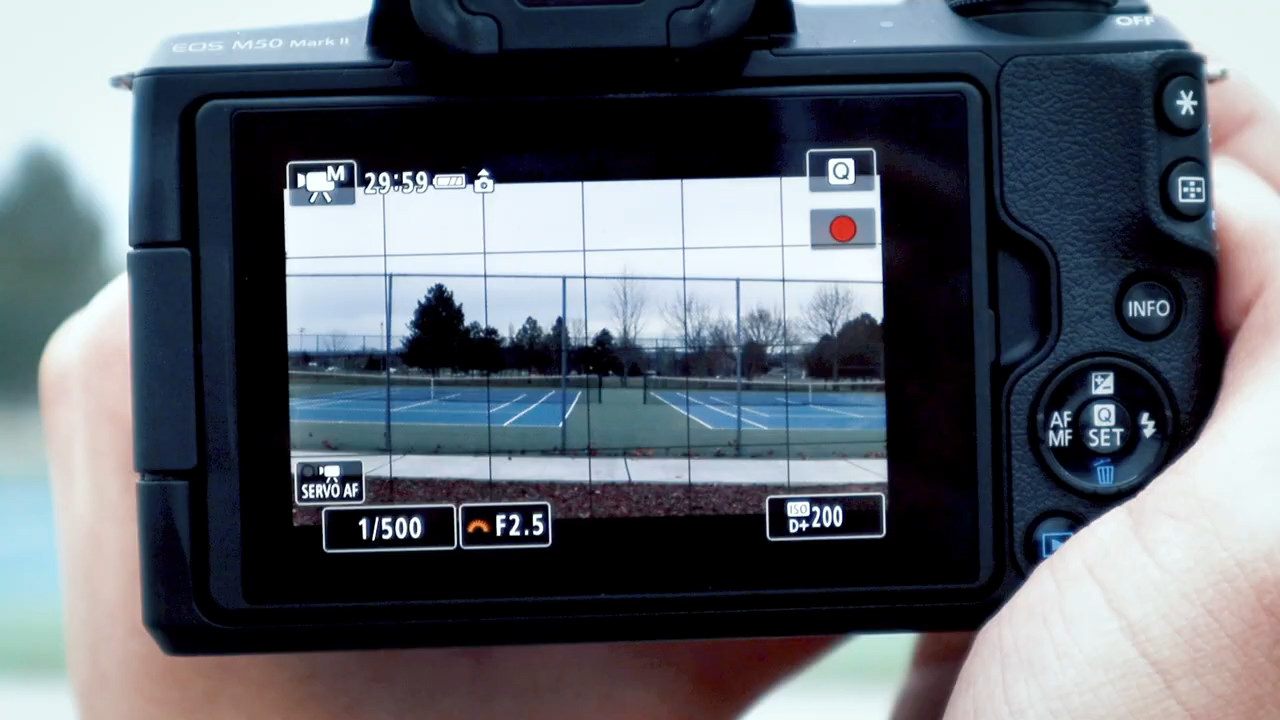 EOS M50 Mark II
OFF
M 29:59
Q
INFO
AF
MF
Q
SET
SERVO AF
1/500
F2.5
ISO
D+ 200